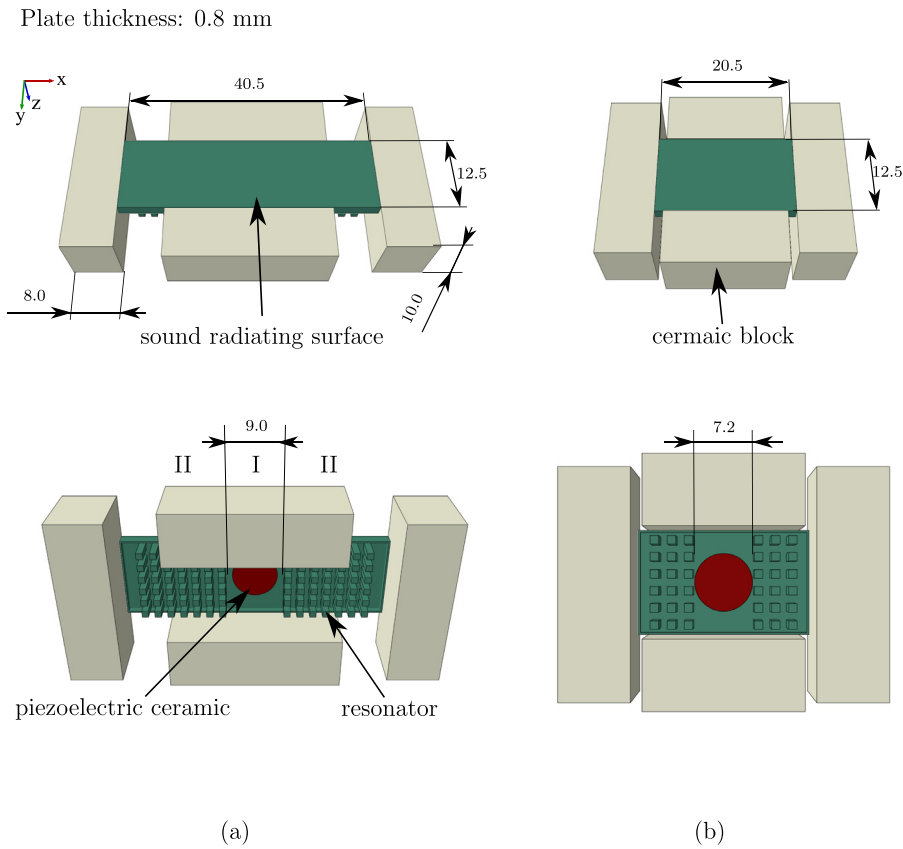 Plate thickness: 0.8 mm
x
z
y
40.5
12.5
8.0
10.0
sound radiating surface
20.5
12.5
cermaic block
9.0
II
I
II
piezoelectric ceramic
resonator
7.2
(a)
(b)